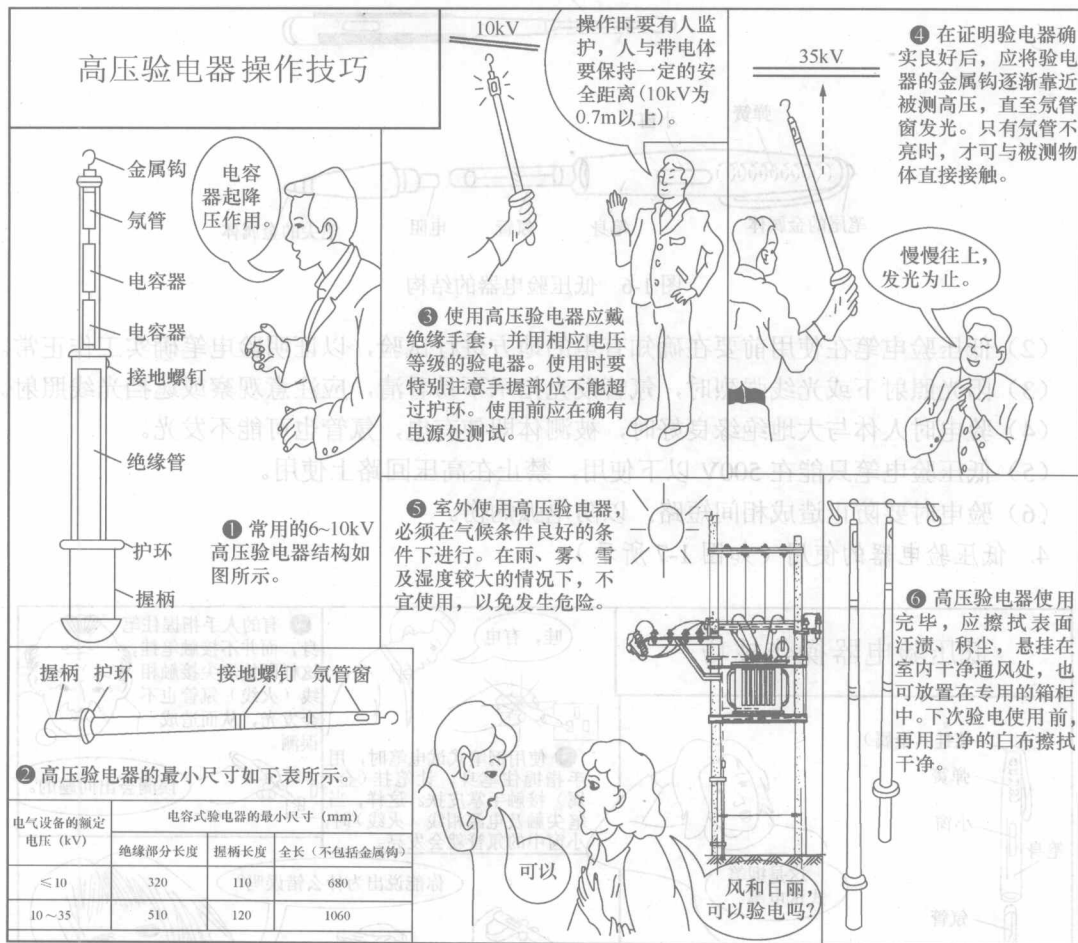 高压验电器操作技巧
金属钩
氖管
电容器
电容器
接地螺钉
绝缘管
护环
握柄
电容
器起降
压作用。
❶ 常用的6~10kV
高压验电器结构如
图所示。
握柄 护环 接地螺钉 氖管窗
❷ 高压验电器的最小尺寸如下表所示。
电气设备的额定
电压（kV）
电容式验电器的最小尺寸（mm）
绝缘部分长度 握柄长度 全长（不包括金属钩）
≤10 320 110 680
10～35 510 120 1060
10kV
操作时要有人监
护，人与带电体
要保持一定的安
全距离(10kV为
0.7m以上)。
❸ 使用高压验电器应戴
绝缘手套，并用相应电压
等级的验电器。使用时要
特别注意手握部位不能超
过护环。使用前应在确有
电源处测试。
35kV
❹ 在证明验电器确
实良好后，应将验电
器的金属钩逐渐靠近
被测高压，直至氖管
窗发光。只有氖管不
亮时，才可与被测物
体直接接触。
慢慢往上，
发光为止。
❺ 室外使用高压验电器，
必须在气候条件良好的条
件下进行。在雨、雾、雪
及湿度较大的情况下，不
宜使用，以免发生危险。
可以
风和日丽，
可以验电吗？
❻ 高压验电器使用
完毕，应擦拭表面
汗渍、积尘，悬挂在
室内干净通风处，也
可放置在专用的箱柜
中。下次验电使用前，
再用干净的白布擦拭
干净。